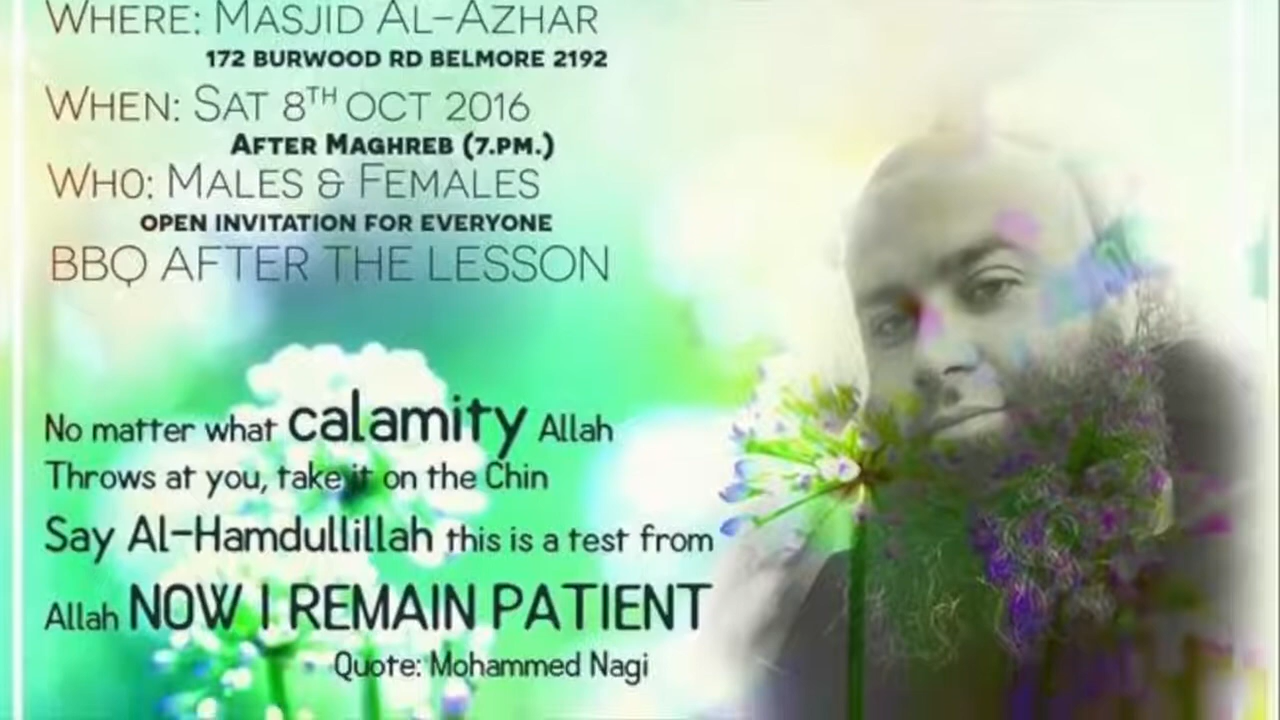 WHERE: MASJID AL-AZHAR
172 BURWOOD RD BELMORE 2192
WHEN: SAT 8TH OCT 2016
AFTER MAGHREB (7.PM.)
WHO: MALES & FEMALES
OPEN INVITATION FOR EVERYONE
BBQ AFTER THE LESSON
No matter what calamity Allah
Throws at you, take it on the Chin
Say Al-Hamdullillah this is a test from
Allah NOW I REMAIN PATIENT
Quote: Mohammed Nagi